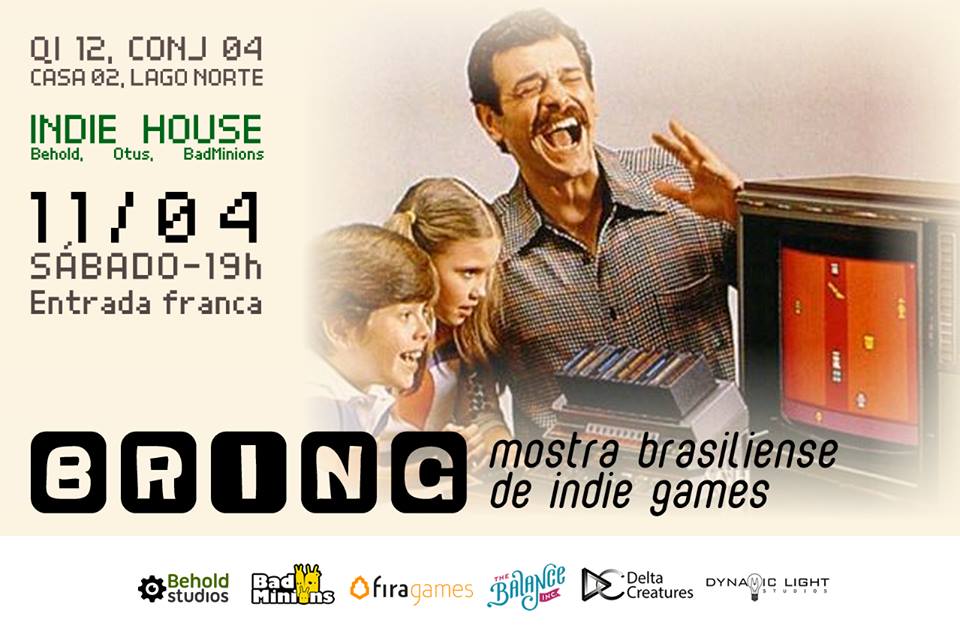 QI 12, CONJ 04
CASA 02, LAGO NORTE
INDIE HOUSE
Behold, Otus, BadMinions
11/04
SÁBADO-19h
Entrada franca
BRING
mostra brasiliense
de indie games
Behold
studios
Bad
Minions
firagames
THE
BALANCE
INC
Delta
Creatures
DYNAMIC LIGHT
STUDIOS